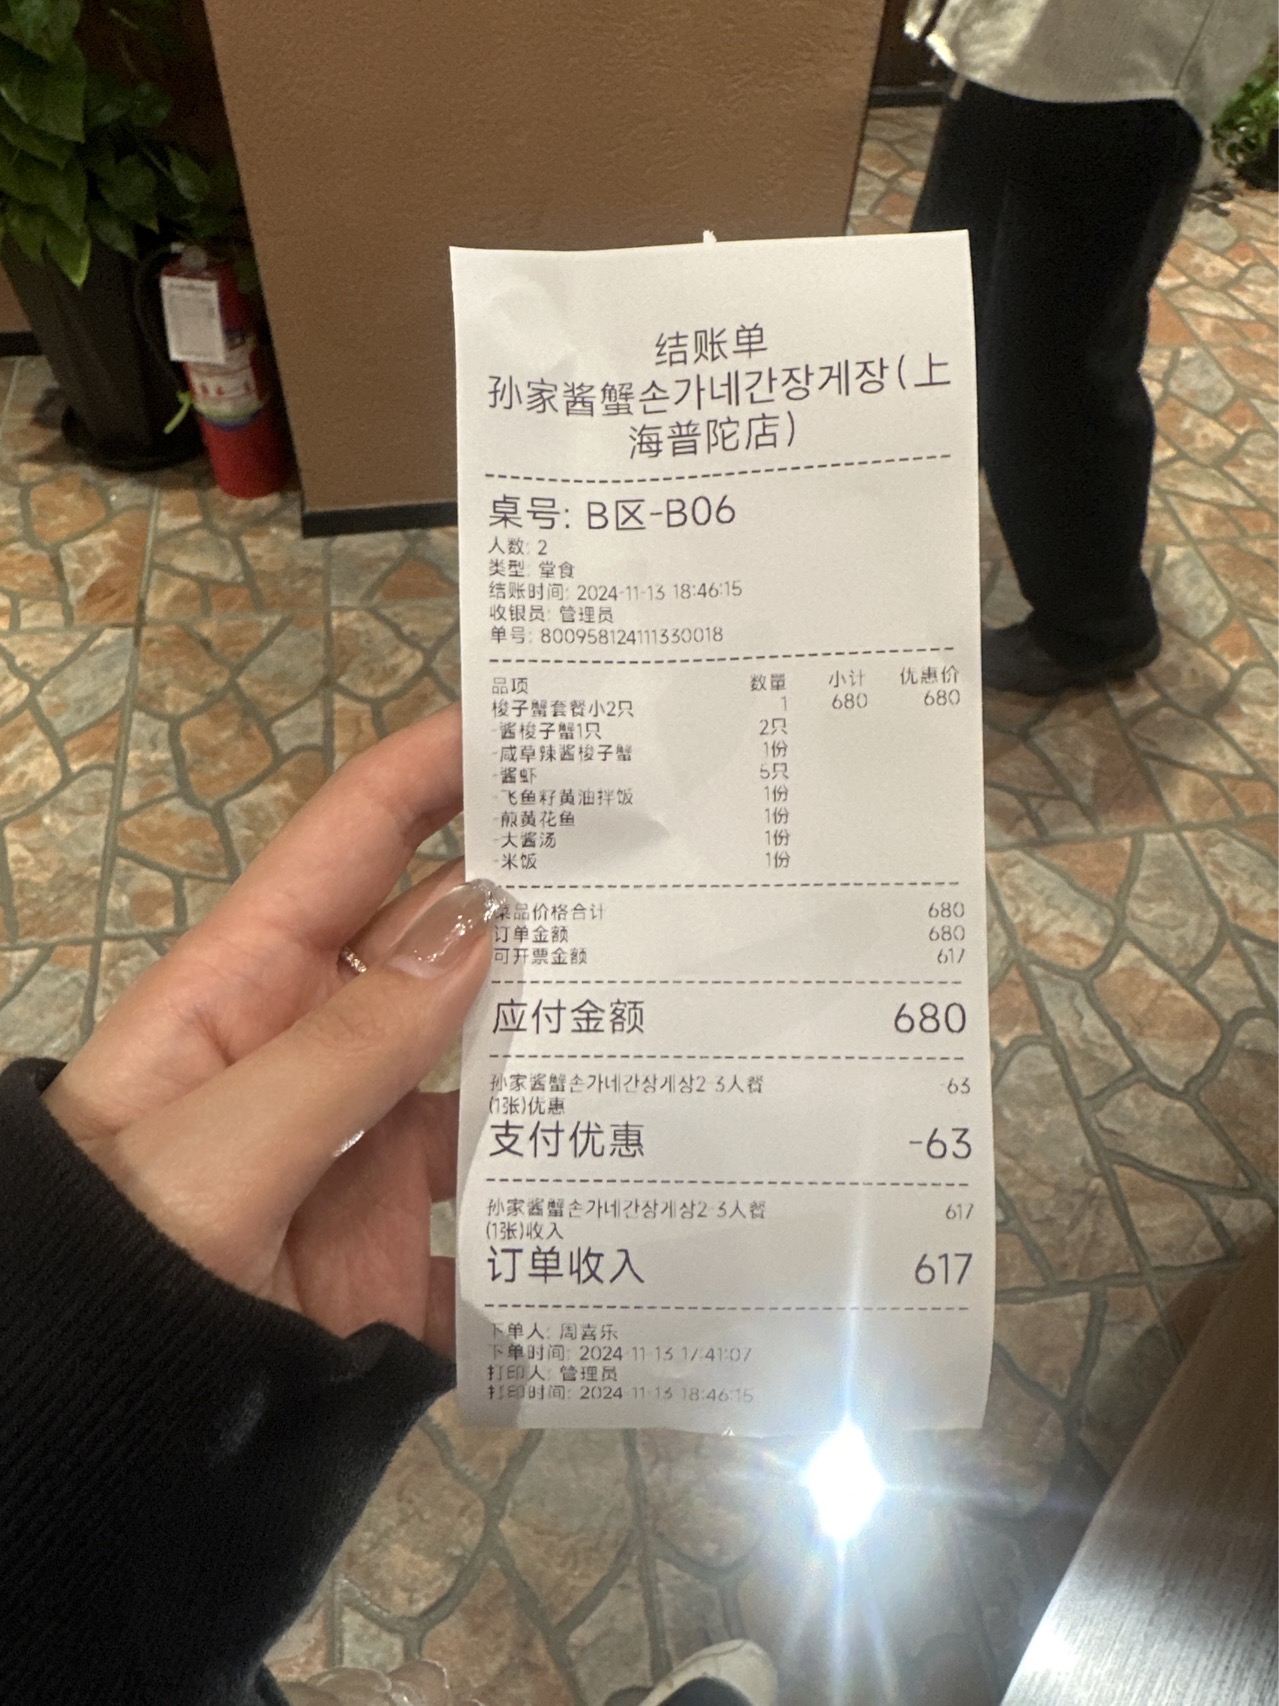 结账单
孙家酱蟹손가네간장게장(上
海普陀店)
桌号: B区-B06
人数: 2
类型: 堂食
结账时间: 2024-11-13 18:46:15
收银员: 管理员
单号: 800958124111330018
品项 数量 小计 优惠价
梭子蟹套餐小2只 1 680 680
-酱梭子蟹1只 2只
-咸草辣酱梭子蟹 1份
-酱虾 5只
-飞鱼籽黄油拌饭 1份
-煎黄花鱼 1份
-大酱汤 1份
-米饭 1份
菜品价格合计 680
订单金额 680
可开票金额 617
应付金额 680
孙家酱蟹손가네간장게장2-3人餐 -63
(1张)优惠
支付优惠 -63
孙家酱蟹손가네간장게장2-3人餐 617
(1张)收入
订单收入 617
下单人: 周喜乐
下单时间: 2024-11-13 17:41:07
打印人: 管理员
打印时间: 2024-11-13 18:46:15